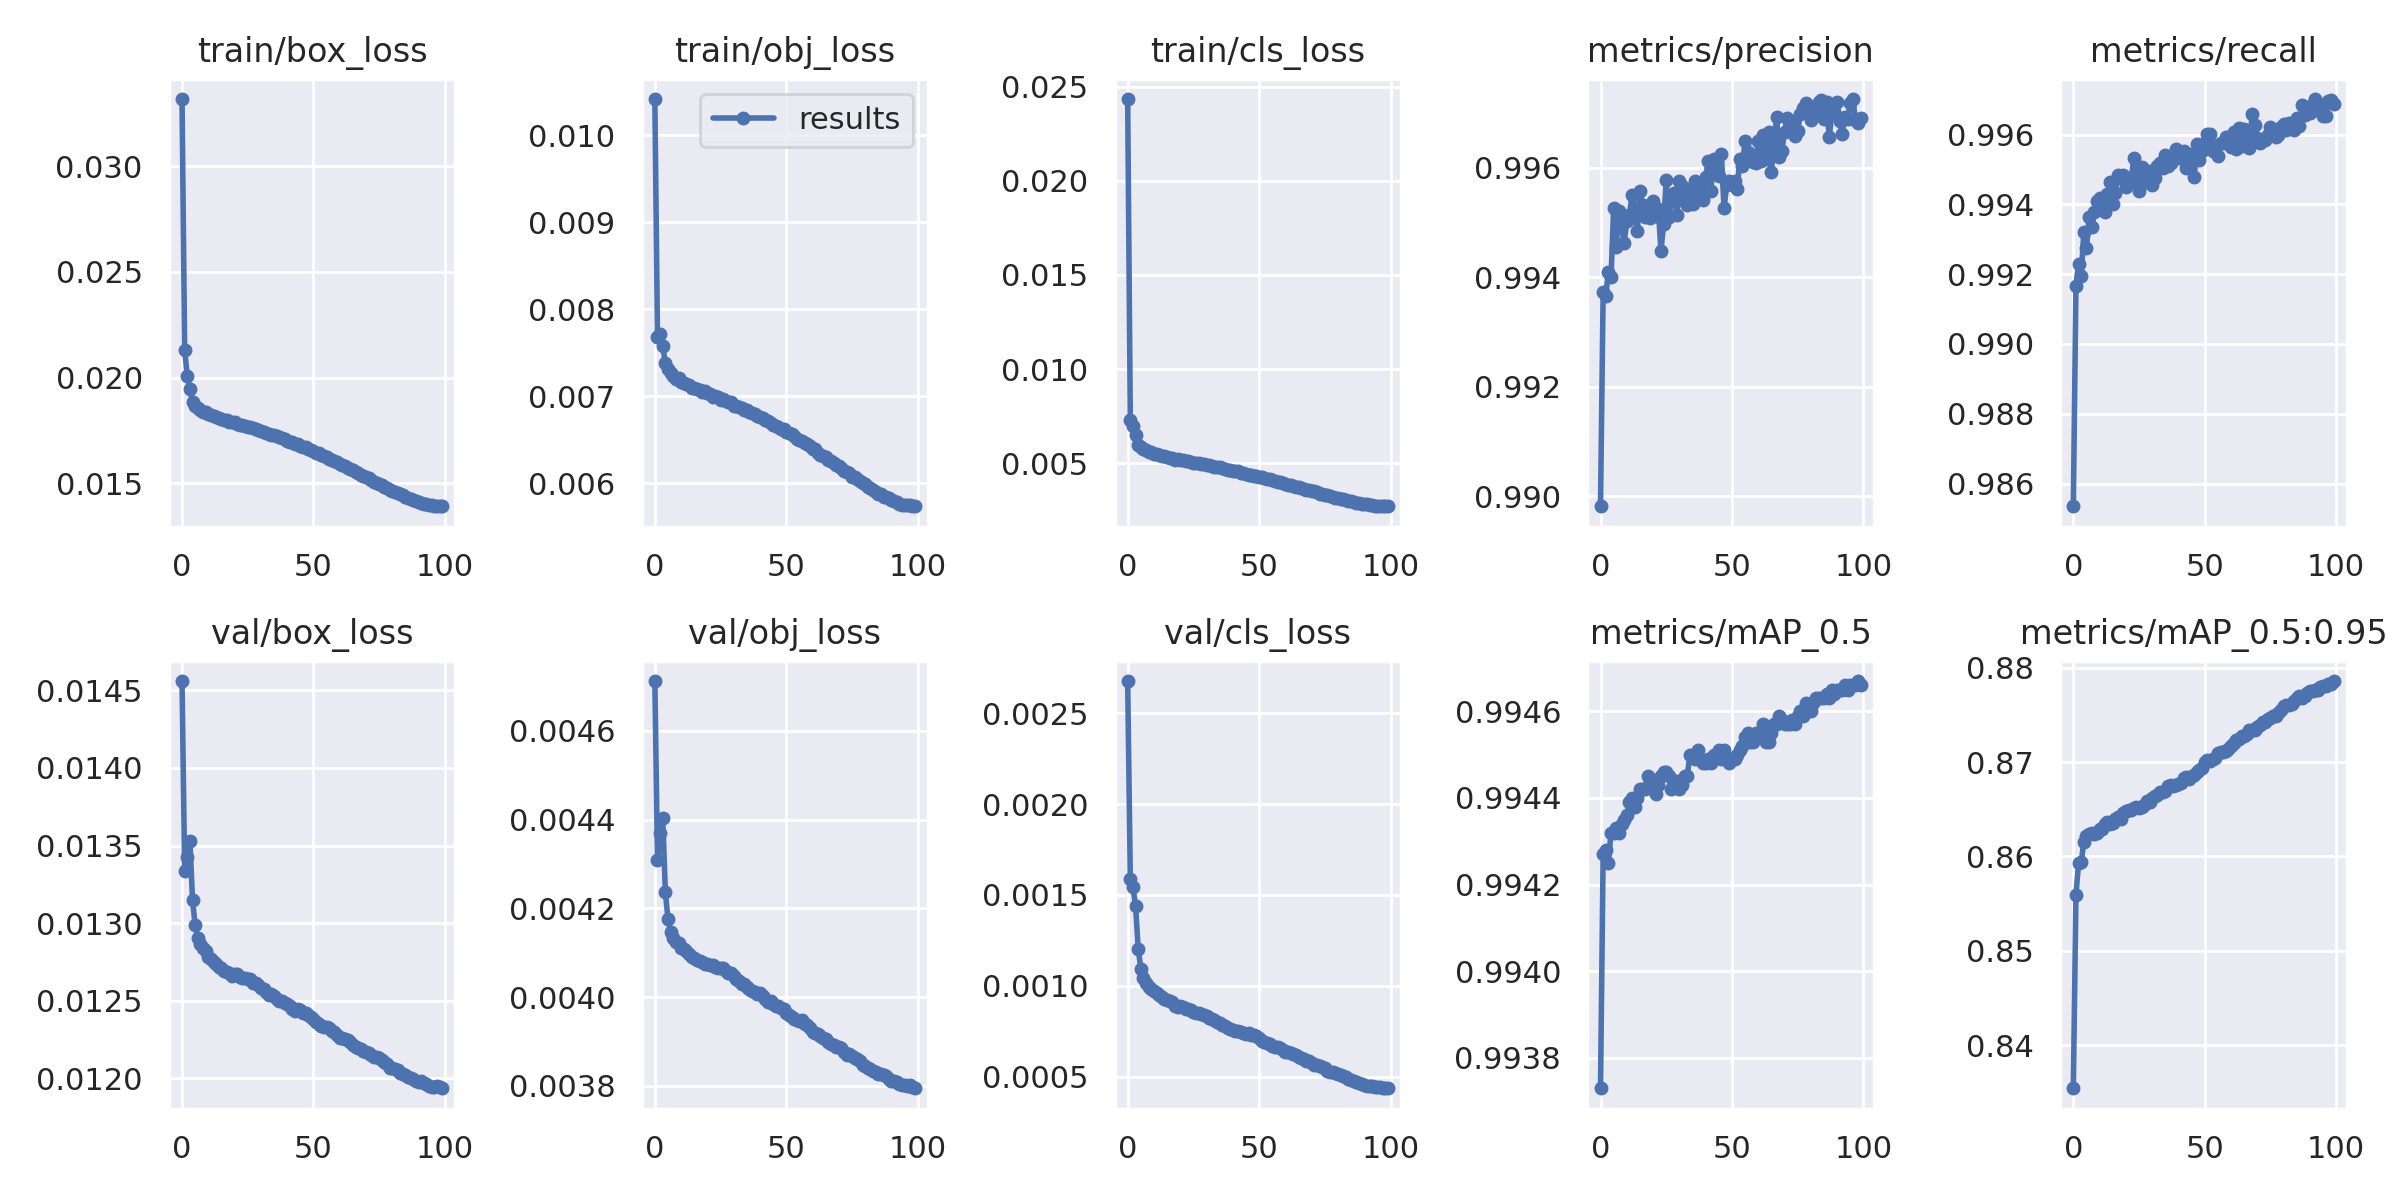 train/box_loss
train/obj_loss
train/cls_loss
metrics/precision
metrics/recall
results
0.030
0.025
0.020
0.015
0 50 100
0.010
0.009
0.008
0.007
0.006
0 50 100
0.025
0.020
0.015
0.010
0.005
0 50 100
0.996
0.994
0.992
0.990
0 50 100
0.996
0.994
0.992
0.990
0.988
0.986
0 50 100
val/box_loss
val/obj_loss
val/cls_loss
metrics/mAP_0.5
metrics/mAP_0.5:0.95
0.0145
0.0140
0.0135
0.0130
0.0125
0.0120
0 50 100
0.0046
0.0044
0.0042
0.0040
0.0038
0 50 100
0.0025
0.0020
0.0015
0.0010
0.0005
0 50 100
0.9946
0.9944
0.9942
0.9940
0.9938
0 50 100
0.88
0.87
0.86
0.85
0.84
0 50 100